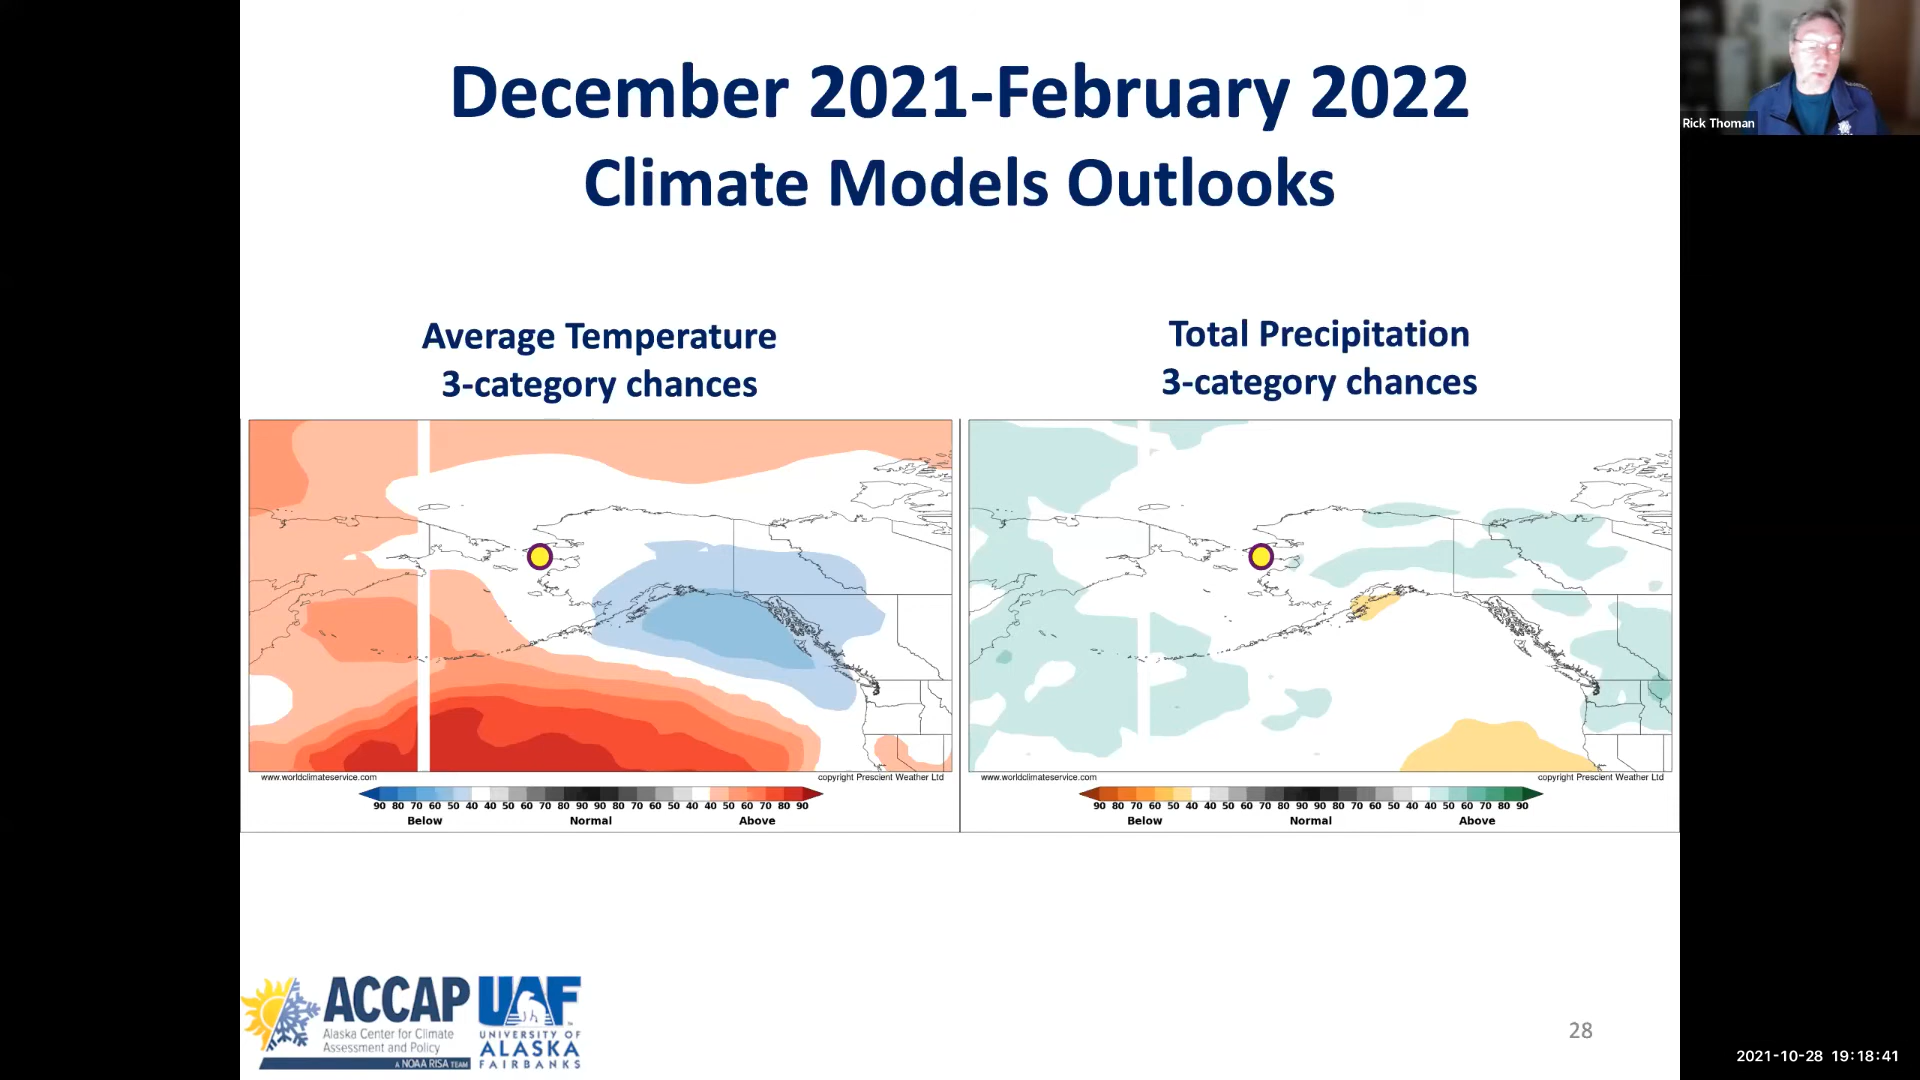 December 2021-February 2022
Climate Models Outlooks
Rick Thoman
Average Temperature
3-category chances
Total Precipitation
3-category chances
www.worldclimateservice.com
copyright Prescient Weather Ltd
90 80 70 60 50 40 40 50 60 70 80 90 90 80 70 60 50 40 40 50 60 70 80 90
Below Normal Above
www.worldclimateservice.com
copyright Prescient Weather Ltd
90 80 70 60 50 40 40 50 60 70 80 90 90 80 70 60 50 40 40 50 60 70 80 90
Below Normal Above
ACCAP
Alaska Center for Climate
Assessment and Policy
A NOAA RISA TEAM
UAF
UNIVERSITY OF
ALASKA
FAIRBANKS
28
2021-10-28 19:18:41